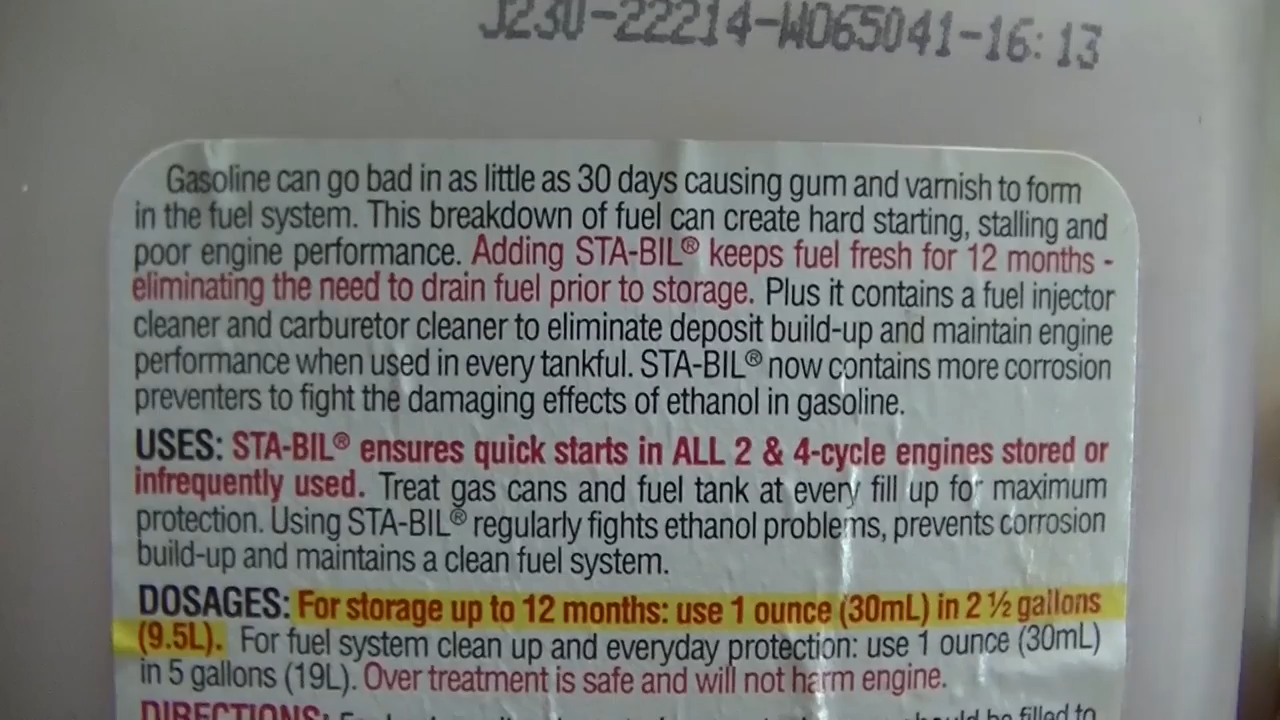 J230-22214-W065041-16:13
Gasoline can go bad in as little as 30 days causing gum and varnish to form
in the fuel system. This breakdown of fuel can create hard starting, stalling and
poor engine performance. Adding STA-BIL® keeps fuel fresh for 12 months -
eliminating the need to drain fuel prior to storage. Plus it contains a fuel injector
cleaner and carburetor cleaner to eliminate deposit build-up and maintain engine
performance when used in every tankful. STA-BIL® now contains more corrosion
preventers to fight the damaging effects of ethanol in gasoline.
USES: STA-BIL® ensures quick starts in ALL 2 & 4-cycle engines stored or
infrequently used. Treat gas cans and fuel tank at every fill up for maximum
protection. Using STA-BIL® regularly fights ethanol problems, prevents corrosion
build-up and maintains a clean fuel system.
DOSAGES: For storage up to 12 months: use 1 ounce (30mL) in 2 ½ gallons
(9.5L). For fuel system clean up and everyday protection: use 1 ounce (30mL)
in 5 gallons (19L). Over treatment is safe and will not harm engine.
DIRECTIONS: should be filled to